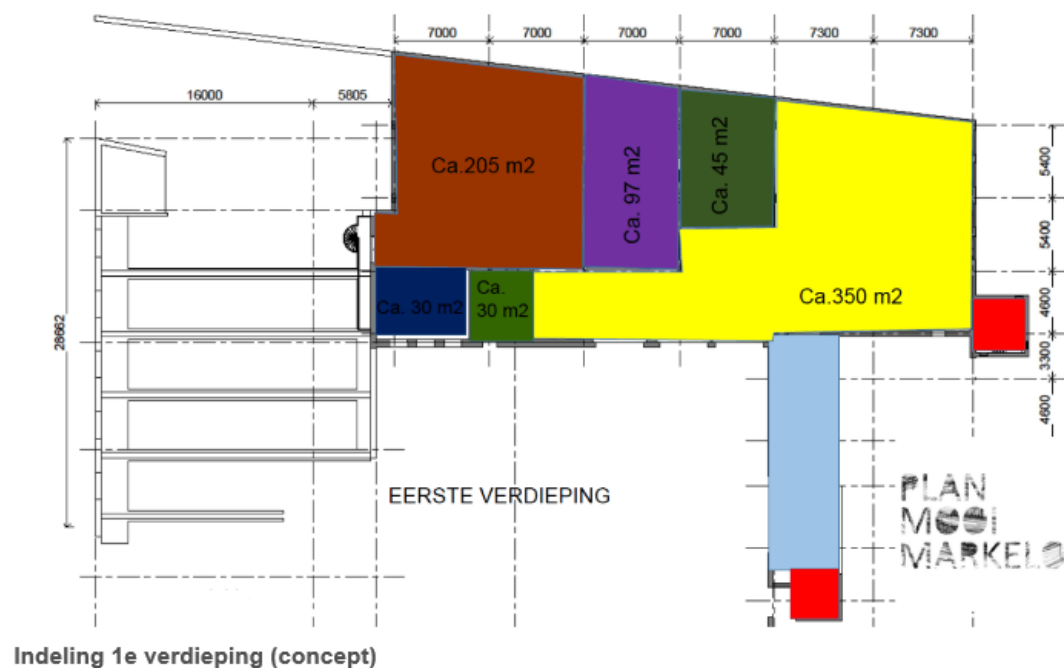 7000 7000 7000 7000 7300 7300
16000 5805
Ca.205 m2
Ca. 97 m2
Ca. 45 m2
5400
5400
Ca.350 m2
4600
Ca. 30 m2
Ca.
30 m2
28662
3300
4600
EERSTE VERDIEPING
PLAN
MOOI
MARKELO
Indeling 1e verdieping (concept)